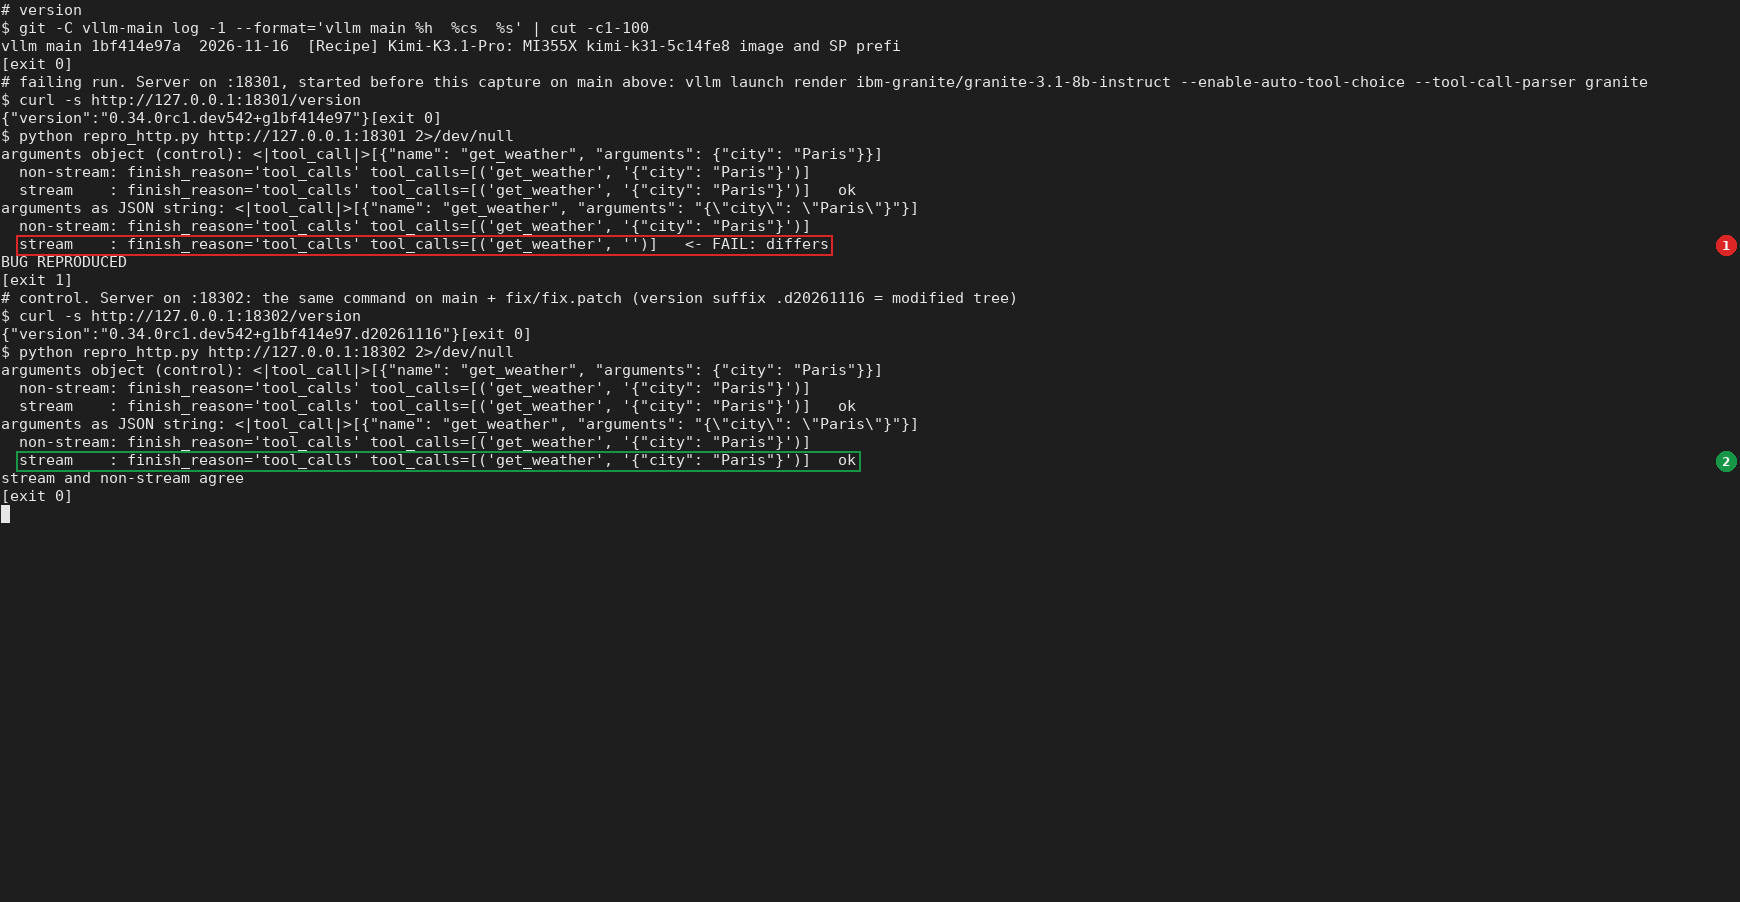 # version
$ git -C vllm-main log -1 --format='vllm main %h  %cs  %s' | cut -c1-100
vllm main 1bf414e97a  2026-11-16  [Recipe] Kimi-K3.1-Pro: MI355X kimi-k31-5c14fe8 image and SP prefi
[exit 0]
# failing run. Server on :18301, started before this capture on main above: vllm launch render ibm-granite/granite-3.1-8b-instruct --enable-auto-tool-choice --tool-call-parser granite
$ curl -s http://127.0.0.1:18301/version
{"version":"0.34.0rc1.dev542+g1bf414e97"}[exit 0]
$ python repro_http.py http://127.0.0.1:18301 2>/dev/null
arguments object (control): <|tool_call|>[{"name": "get_weather", "arguments": {"city": "Paris"}}]
  non-stream: finish_reason='tool_calls' tool_calls=[('get_weather', '{"city": "Paris"}')]
  stream    : finish_reason='tool_calls' tool_calls=[('get_weather', '{"city": "Paris"}')]   ok
arguments as JSON string: <|tool_call|>[{"name": "get_weather", "arguments": "{\"city\": \"Paris\"}"}]
  non-stream: finish_reason='tool_calls' tool_calls=[('get_weather', '{"city": "Paris"}')]
  stream    : finish_reason='tool_calls' tool_calls=[('get_weather', '')]   <- FAIL: differs
1
BUG REPRODUCED
[exit 1]
# control. Server on :18302: the same command on main + fix/fix.patch (version suffix .d20261116 = modified tree)
$ curl -s http://127.0.0.1:18302/version
{"version":"0.34.0rc1.dev542+g1bf414e97.d20261116"}[exit 0]
$ python repro_http.py http://127.0.0.1:18302 2>/dev/null
arguments object (control): <|tool_call|>[{"name": "get_weather", "arguments": {"city": "Paris"}}]
  non-stream: finish_reason='tool_calls' tool_calls=[('get_weather', '{"city": "Paris"}')]
  stream    : finish_reason='tool_calls' tool_calls=[('get_weather', '{"city": "Paris"}')]   ok
arguments as JSON string: <|tool_call|>[{"name": "get_weather", "arguments": "{\"city\": \"Paris\"}"}]
  non-stream: finish_reason='tool_calls' tool_calls=[('get_weather', '{"city": "Paris"}')]
  stream    : finish_reason='tool_calls' tool_calls=[('get_weather', '{"city": "Paris"}')]   ok
2
stream and non-stream agree
[exit 0]